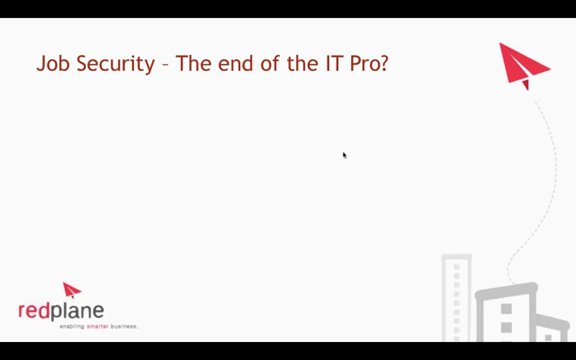 Job Security – The end of the IT Pro?
redplane
enabling smarter business.